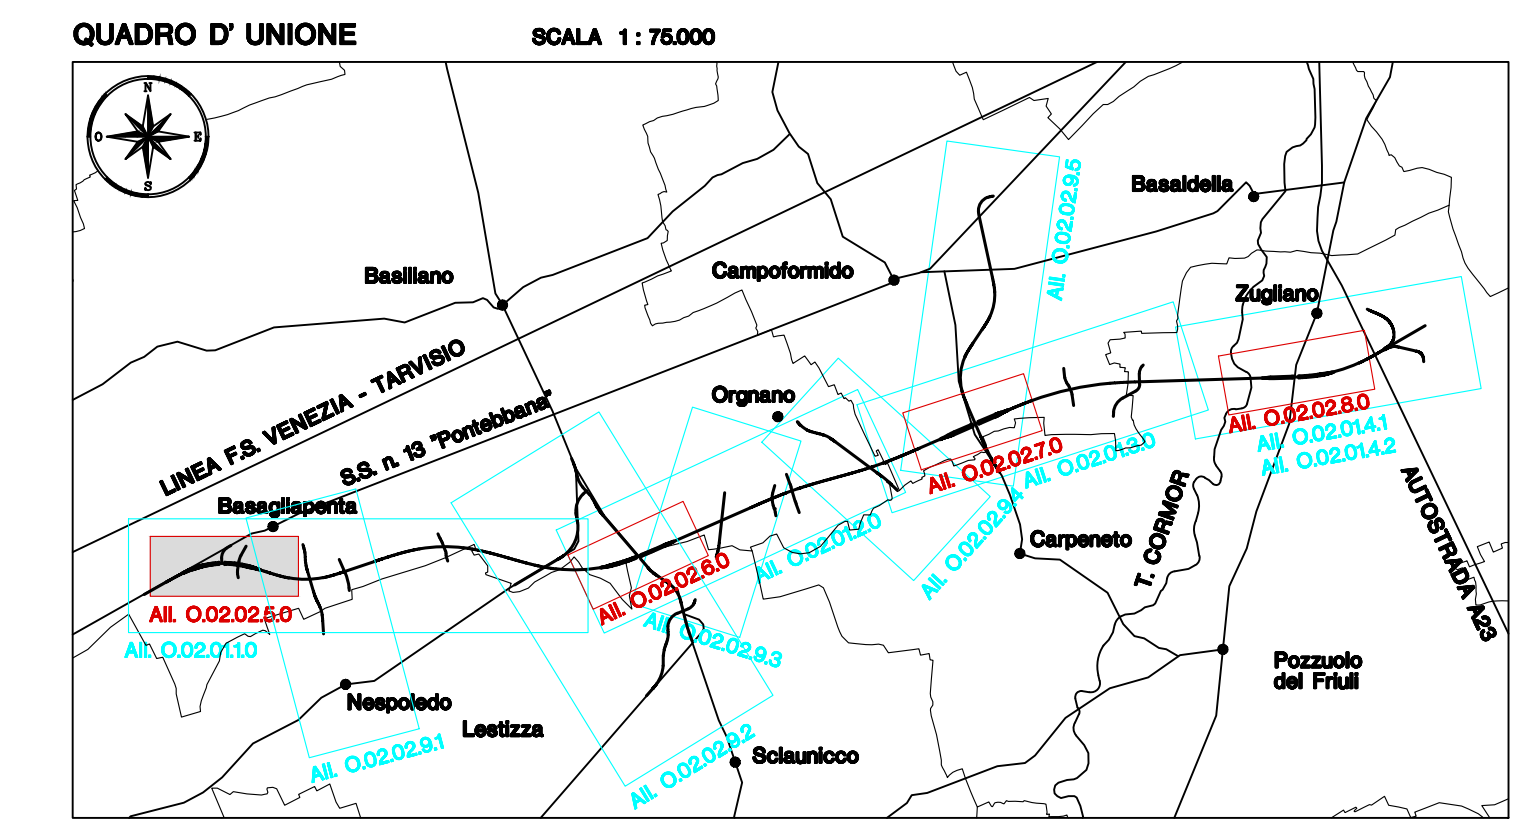 QUADRO D' UNIONE
SCALA 1 : 75.000
N
O
E
S
Basiliano
Campoformido
Basaldella
All. O.02.02.9.5
Zugliano
LINEA F.S. VENEZIA - TARVISIO
S.S. n. 13 "Pontebbana"
Orgnano
Basagliapenta
All. O.02.02.8.0
All. O.02.01.4.1
All. O.02.01.4.2
All. O.02.02.7.0
All. O.02.01.3.0
All. O.02.02.9.4
All. O.02.01.2.0
T. CORMOR
AUTOSTRADA A23
Carpeneto
All. O.02.02.5.0
All. O.02.01.1.0
All. O.02.02.6.0
All. O.02.02.9.3
Pozzuolo
del Friuli
Nespoledo
Lestizza
All. O.02.02.9.1
All. O.02.02.9.2
Sclaunicco